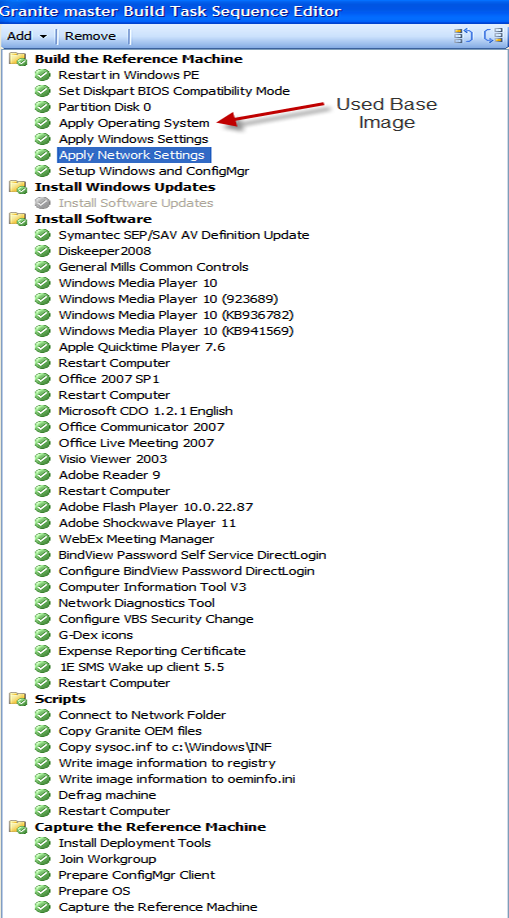 Granite master Build Task Sequence Editor
Add Remove
Build the Reference Machine
Restart in Windows PE
Set Diskpart BIOS Compatibility Mode
Partition Disk 0
Apply Operating System
Used Base
Image
Apply Windows Settings
Apply Network Settings
Setup Windows and ConfigMgr
Install Windows Updates
Install Software Updates
Install Software
Symantec SEP/SAV AV Definition Update
Diskeeper2008
General Mills Common Controls
Windows Media Player 10
Windows Media Player 10 (923689)
Windows Media Player 10 (KB936782)
Windows Media Player 10 (KB941569)
Apple Quicktime Player 7.6
Restart Computer
Office 2007 SP1
Restart Computer
Microsoft CDO 1.2.1 English
Office Communicator 2007
Office Live Meeting 2007
Visio Viewer 2003
Adobe Reader 9
Restart Computer
Adobe Flash Player 10.0.22.87
Adobe Shockwave Player 11
WebEx Meeting Manager
BindView Password Self Service DirectLogin
Configure BindView Password DirectLogin
Computer Information Tool V3
Network Diagnostics Tool
Configure VBS Security Change
G-Dex icons
Expense Reporting Certificate
1E SMS Wake up client 5.5
Restart Computer
Scripts
Connect to Network Folder
Copy Granite OEM files
Copy sysoc.inf to c:\Windows\INF
Write image information to registry
Write image information to oeminfo.ini
Defrag machine
Restart Computer
Capture the Reference Machine
Install Deployment Tools
Join Workgroup
Prepare ConfigMgr Client
Prepare OS
Capture the Reference Machine